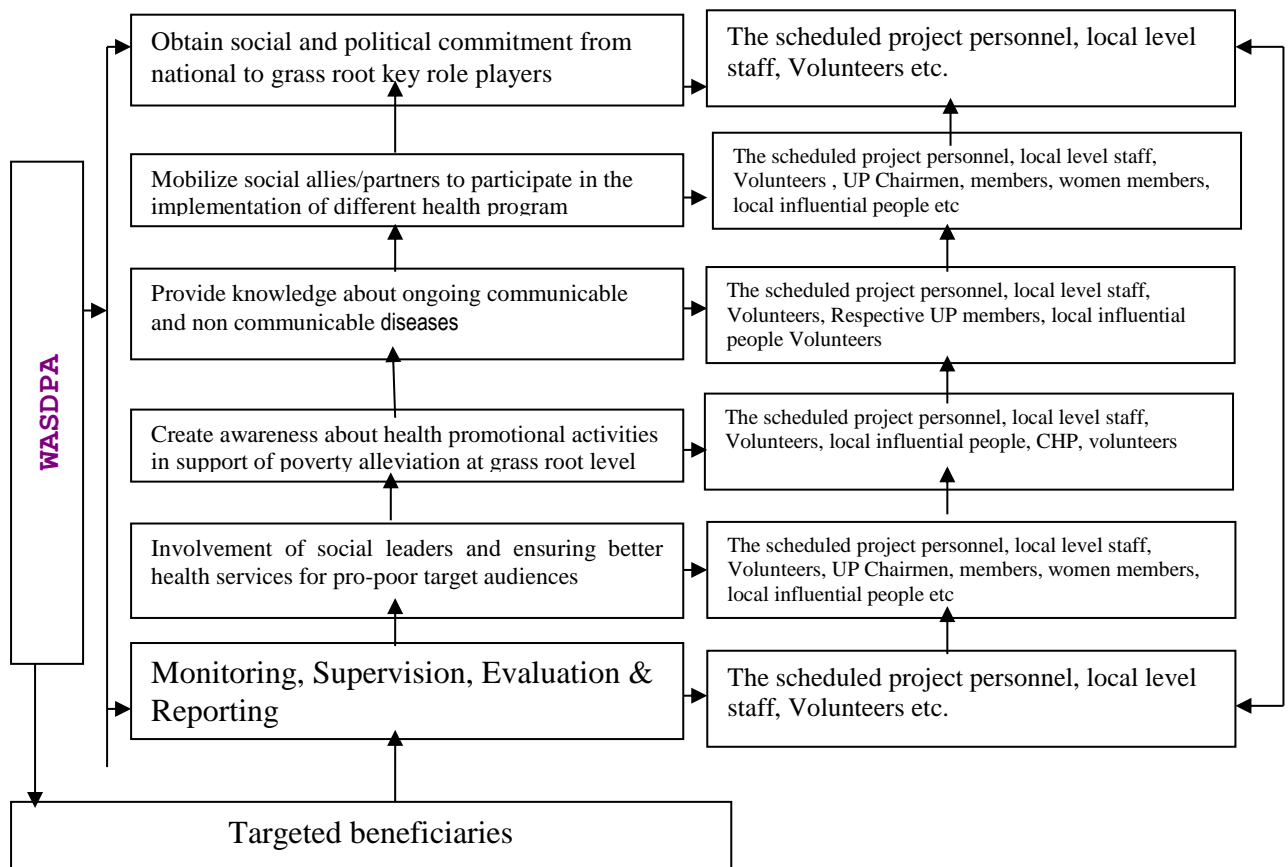 Obtain social and political commitment from
national to grass root key role players
The scheduled project personnel, local level
staff, Volunteers etc.
Mobilize social allies/partners to participate in the
implementation of different health program
The scheduled project personnel, local level staff,
Volunteers , UP Chairmen, members, women members,
local influential people etc
Provide knowledge about ongoing communicable
and non communicable diseases
The scheduled project personnel, local level staff,
Volunteers, Respective UP members, local influential
people Volunteers
WASDPA
Create awareness about health promotional activities
in support of poverty alleviation at grass root level
The scheduled project personnel, local level staff,
Volunteers, local influential people, CHP, volunteers
Involvement of social leaders and ensuring better
health services for pro-poor target audiences
The scheduled project personnel, local level staff,
Volunteers, UP Chairmen, members, women members,
local influential people etc
Monitoring, Supervision, Evaluation &
Reporting
The scheduled project personnel, local level
staff, Volunteers etc.
Targeted beneficiaries